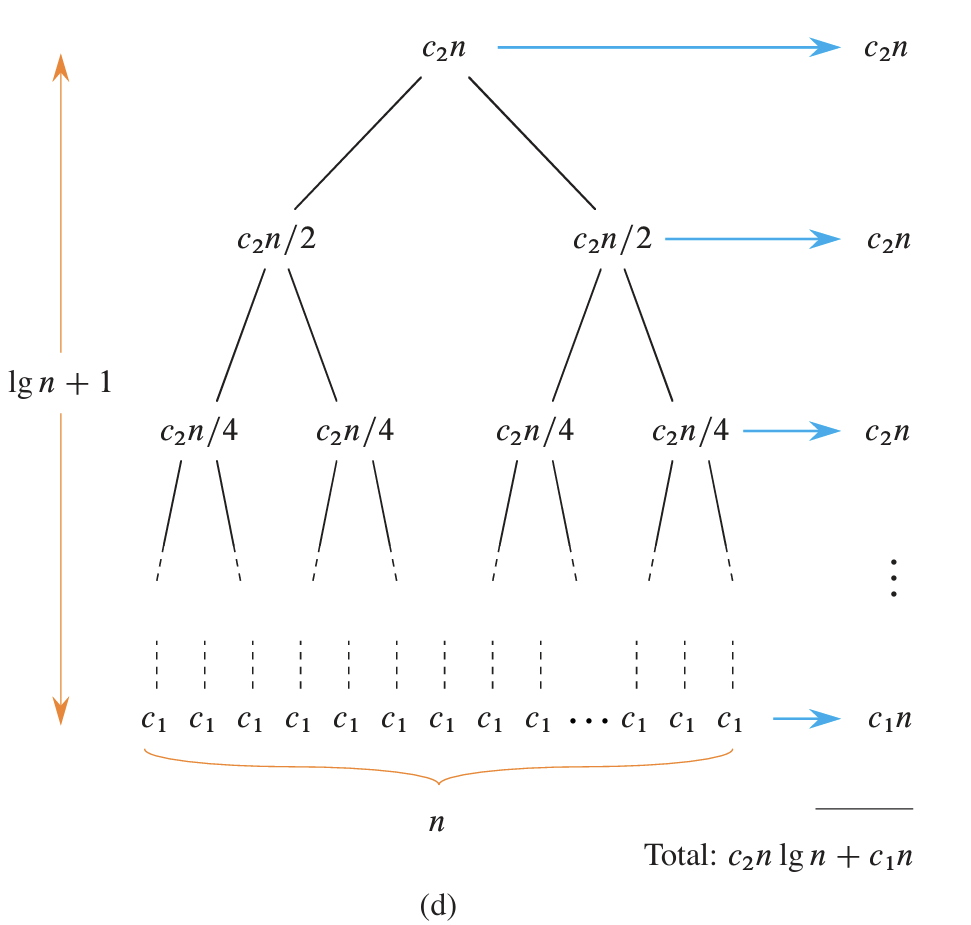 c₂n c₂n
c₂n/2 c₂n/2 c₂n
lg n + 1
c₂n/4 c₂n/4 c₂n/4 c₂n/4 c₂n
⋮
c₁ c₁ c₁ c₁ c₁ c₁ c₁ c₁ c₁ ··· c₁ c₁ c₁ c₁n
n
Total: c₂n lg n + c₁n
(d)